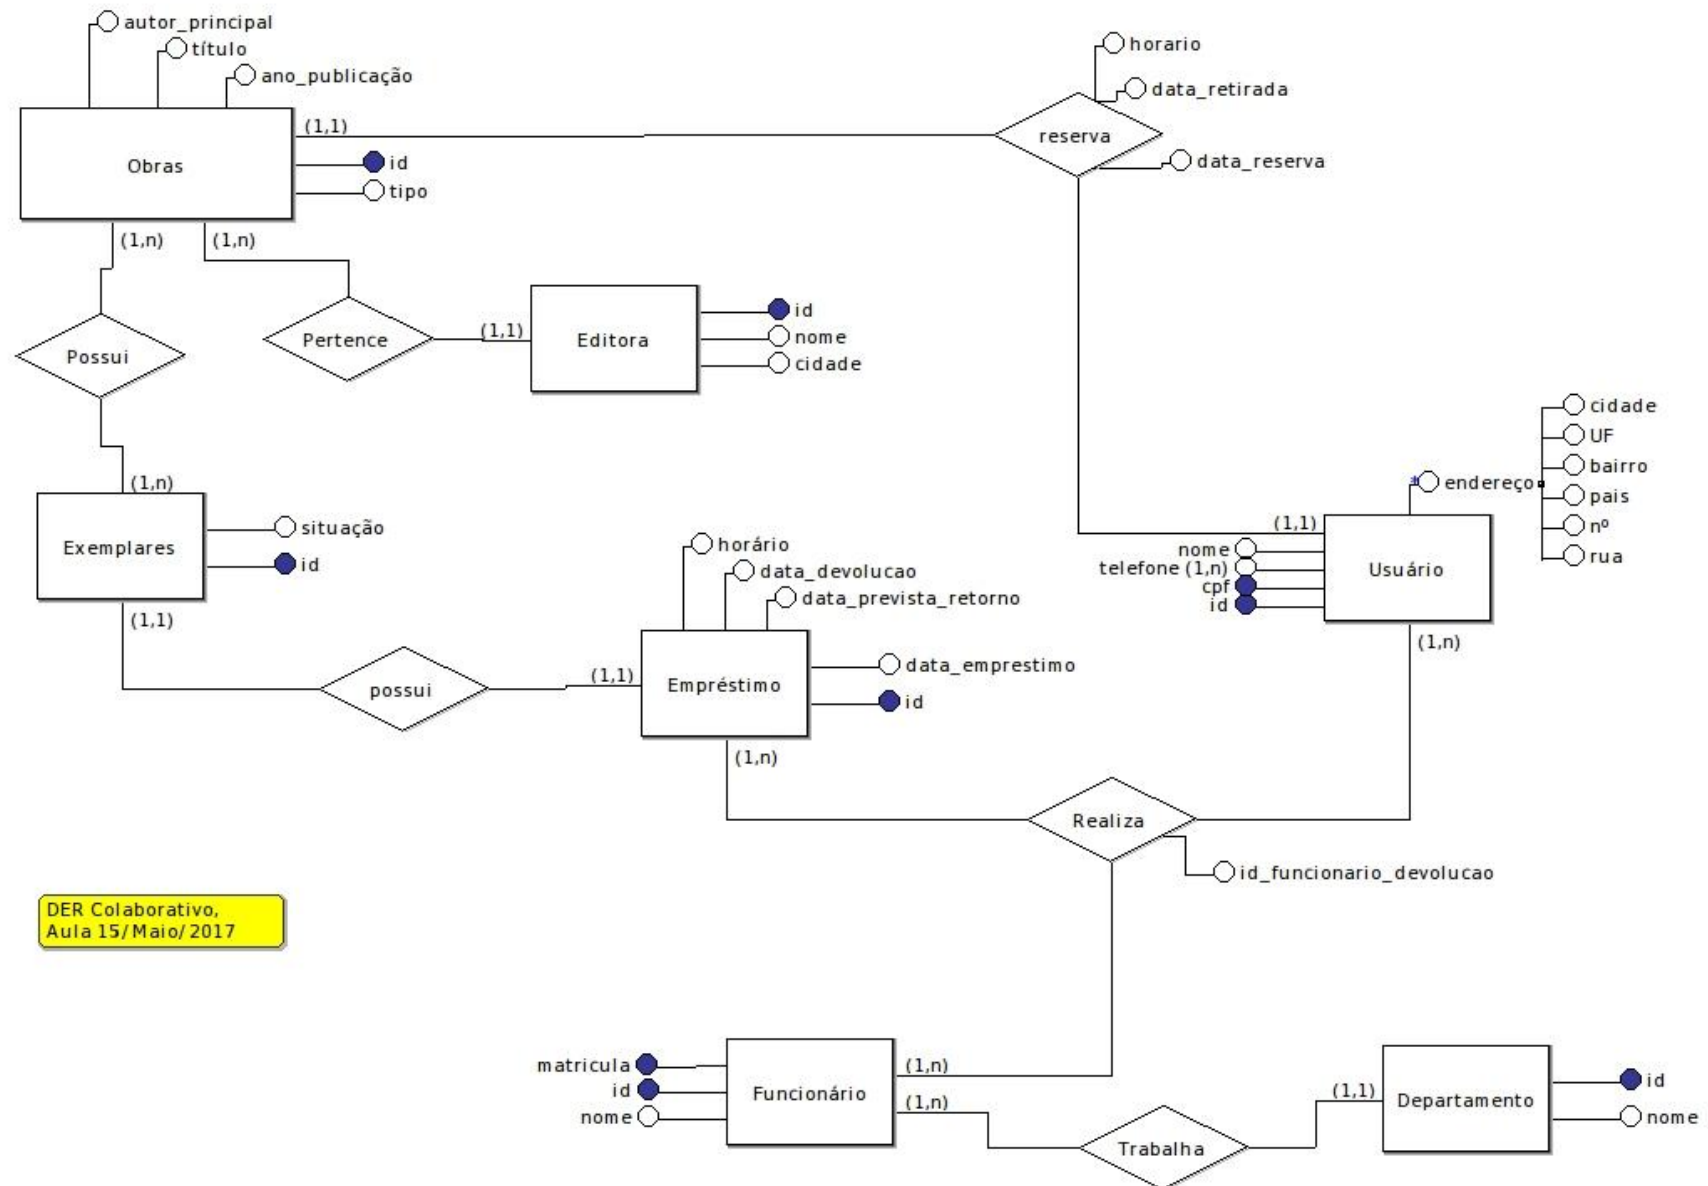 autor_principal
título
ano_publicação
horario
data_retirada
reserva
data_reserva
(1,1)
Obras
id
tipo
(1,n)
(1,n)
Possui
Pertence
(1,1)
Editora
id
nome
cidade
(1,n)
Exemplares
situação
id
(1,1)
possui
(1,1)
horário
data_devolucao
data_prevista_retorno
Empréstimo
data_emprestimo
id
(1,n)
cidade
UF
bairro
pais
nº
rua
* endereço
(1,1)
nome
telefone (1,n)
cpf
id
Usuário
(1,n)
Realiza
id_funcionário_devolucao
DER Colaborativo,
Aula 15/Maio/2017
matricula
id
nome
Funcionário
(1,n)
(1,n)
Trabalha
(1,1)
Departamento
id
nome